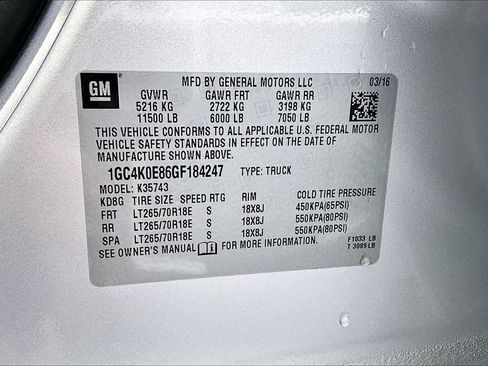 GM
MFD BY GENERAL MOTORS LLC 03/16
GVWR GAWR FRT GAWR RR
5216 KG 2722 KG 3198 KG
11500 LB 6000 LB 7050 LB
THIS VEHICLE CONFORMS TO ALL APPLICABLE U.S. FEDERAL MOTOR
VEHICLE SAFETY STANDARDS IN EFFECT ON THE DATE OF
MANUFACTURE SHOWN ABOVE.
1GC4K0E86GF184247 TYPE: TRUCK
MODEL: K35743
KD8G TIRE SIZE SPEED RTG RIM COLD TIRE PRESSURE
FRT LT265/70R18E S 18X8J 450KPA(65PSI)
RR LT265/70R18E S 18X8J 550KPA(80PSI)
SPA LT265/70R18E S 18X8J 550KPA(80PSI)
SEE OWNER'S MANUAL FOR MORE INFORMATION.
F1033 LB
T 3089 LB